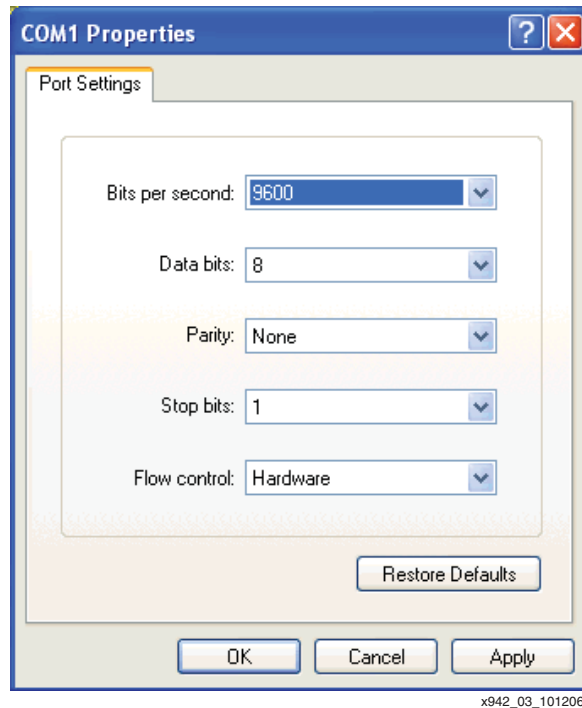 COM1 Properties
Port Settings
Bits per second: 9600
Data bits: 8
Parity: None
Stop bits: 1
Flow control: Hardware
Restore Defaults
OK Cancel Apply
x942_03_101206